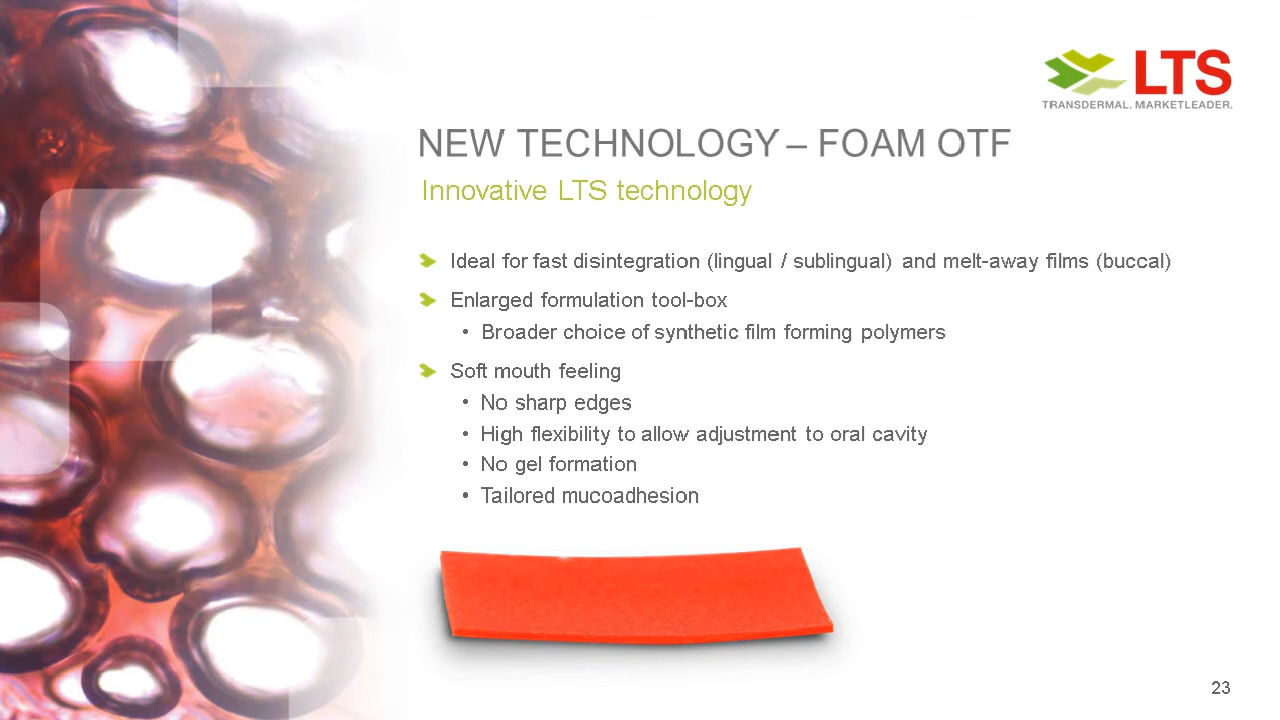 LTS
TRANSDERMAL. MARKETLEADER.
NEW TECHNOLOGY – FOAM OTF
Innovative LTS technology
Ideal for fast disintegration (lingual / sublingual) and melt-away films (buccal)
Enlarged formulation tool-box
• Broader choice of synthetic film forming polymers
Soft mouth feeling
• No sharp edges
• High flexibility to allow adjustment to oral cavity
• No gel formation
• Tailored mucoadhesion
23